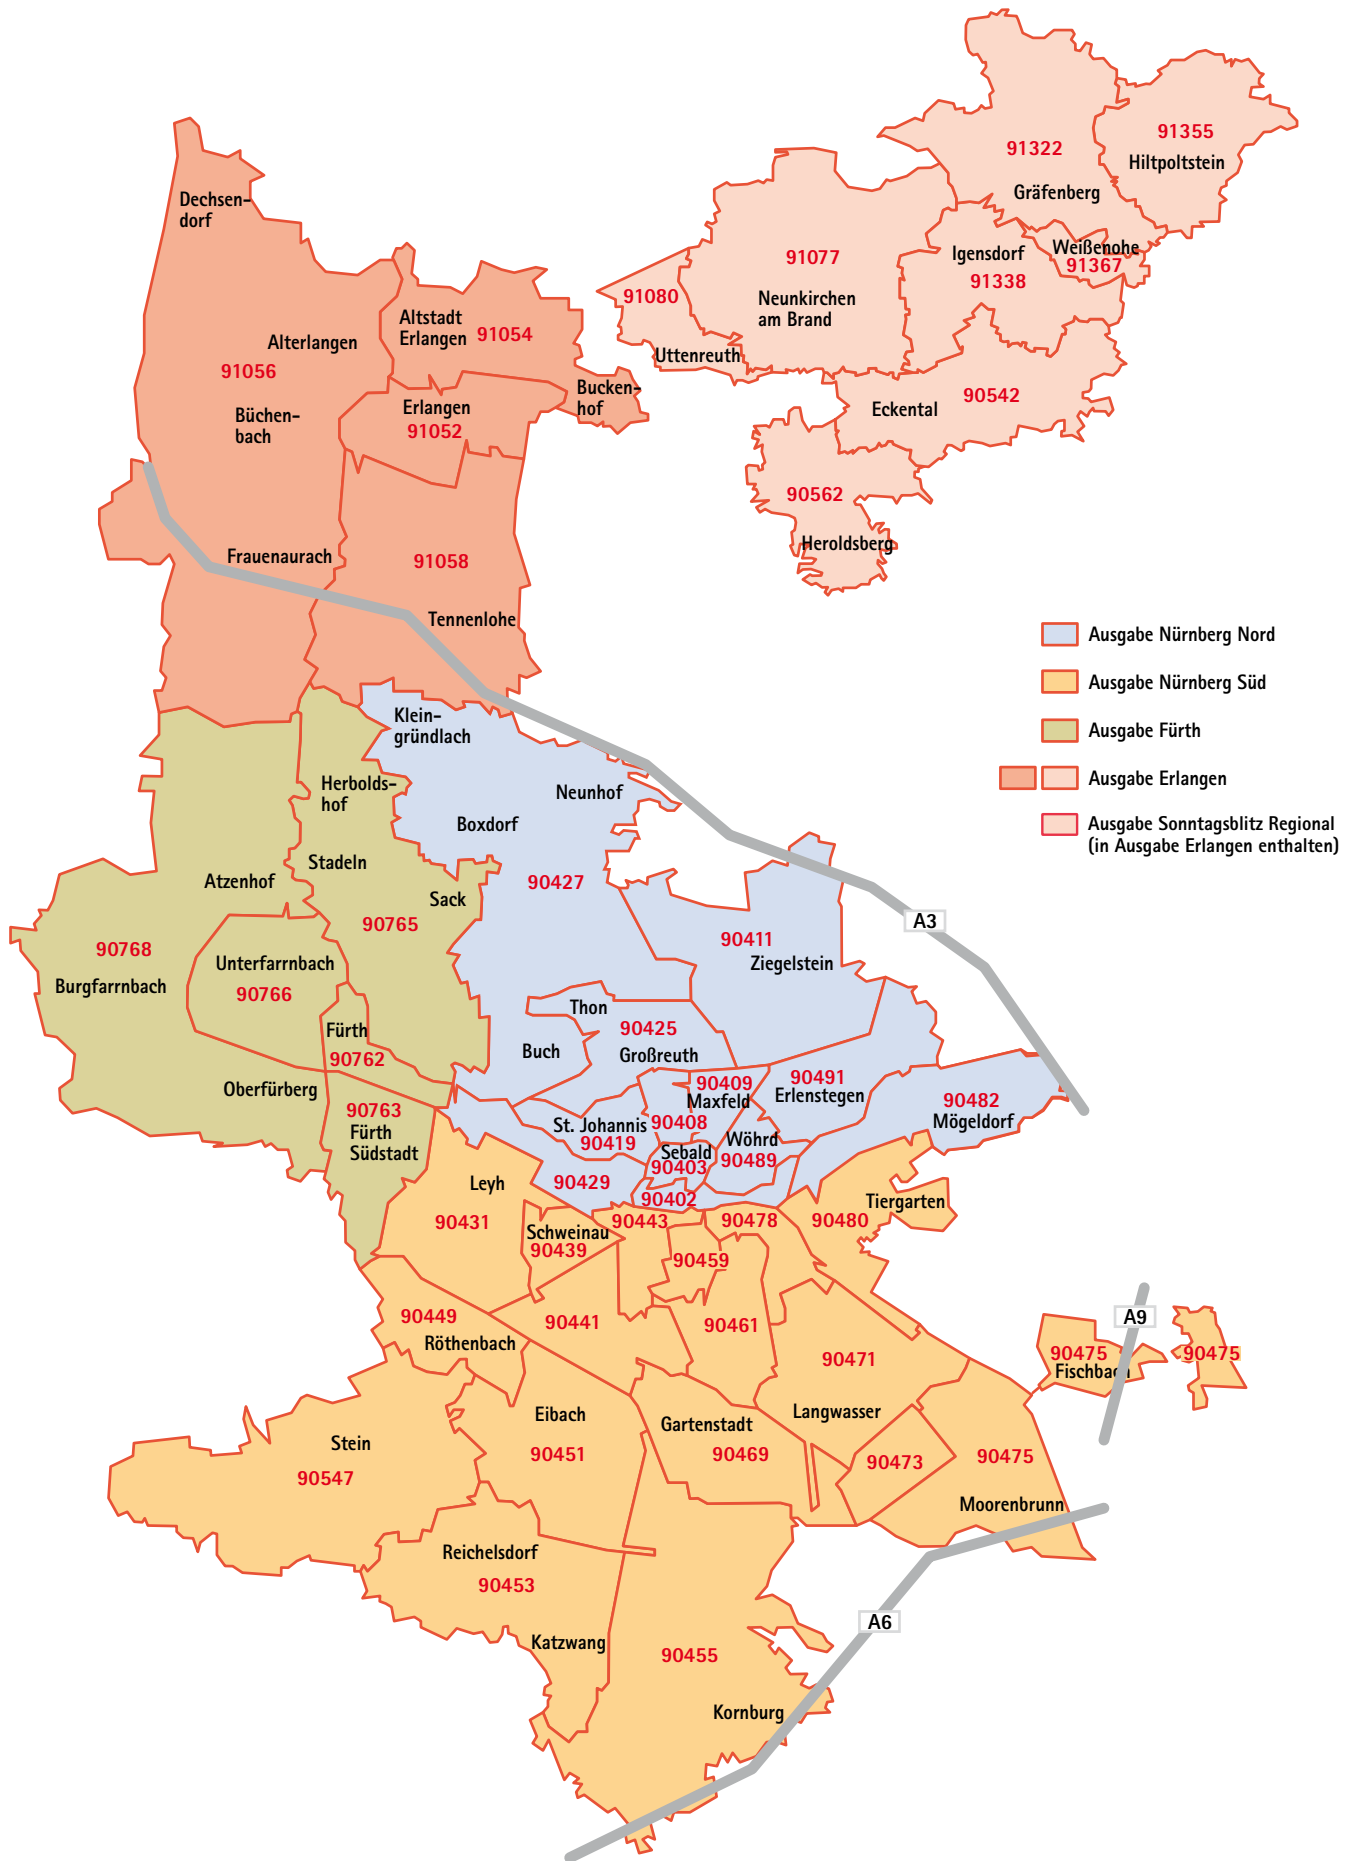 91322
Gräfenberg
91355
Hiltpoltstein
Weißenohe
91367
Igensdorf
91338
91077
Neunkirchen
am Brand
91080
Uttenreuth
Eckental
90542
90562
Heroldsberg
Dechsen-
dorf
Alterlangen
91056
Büchen-
bach
Altstadt
Erlangen
91054
Bucken-
hof
Erlangen
91052
Frauenaurach
91058
Tennenlohe
Ausgabe Nürnberg Nord
Ausgabe Nürnberg Süd
Ausgabe Fürth
Ausgabe Erlangen
Ausgabe Sonntagsblitz Regional
(in Ausgabe Erlangen enthalten)
Klein-
gründlach
Neunhof
Boxdorf
90427
Herbolds-
hof
Stadeln
Sack
90765
Atzenhof
90768
Burgfarrnbach
Unterfarrnbach
90766
Fürth
90762
Oberfürberg
90763
Fürth
Südstadt
A3
90411
Ziegelstein
Thon
90425
Großreuth
Buch
90409
Maxfeld
90491
Erlenstegen
90482
Mögeldorf
St. Johannis
90419
90408
Wöhrd
90489
Sebald
90403
90429
90402
Leyh
90431
Schweinau
90439
90443
90478
90459
90480
Tiergarten
90449
Röthenbach
90441
90461
90471
Langwasser
A9
90475
Fischbach
90475
Eibach
90451
Gartenstadt
90469
90473
90475
Moorenbrunn
Stein
90547
Reichelsdorf
90453
Katzwang
90455
Kornburg
A6